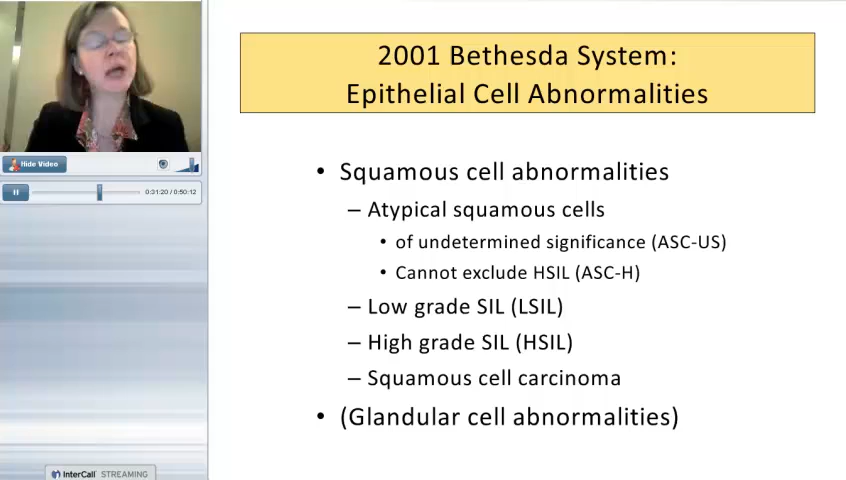 2001 Bethesda System:
Epithelial Cell Abnormalities
Hide Video
0:31:20 / 0:50:12
• Squamous cell abnormalities
– Atypical squamous cells
• of undetermined significance (ASC-US)
• Cannot exclude HSIL (ASC-H)
– Low grade SIL (LSIL)
– High grade SIL (HSIL)
– Squamous cell carcinoma
• (Glandular cell abnormalities)
InterCall STREAMING